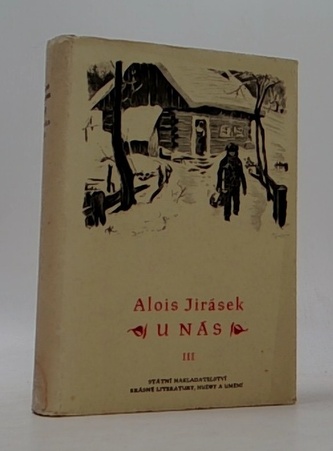 Alois Jirásek
U NÁS
III
STÁTNÍ NAKLADATELSTVÍ
KRÁSNÉ LITERATURY, HUDBY A UMĚNÍ